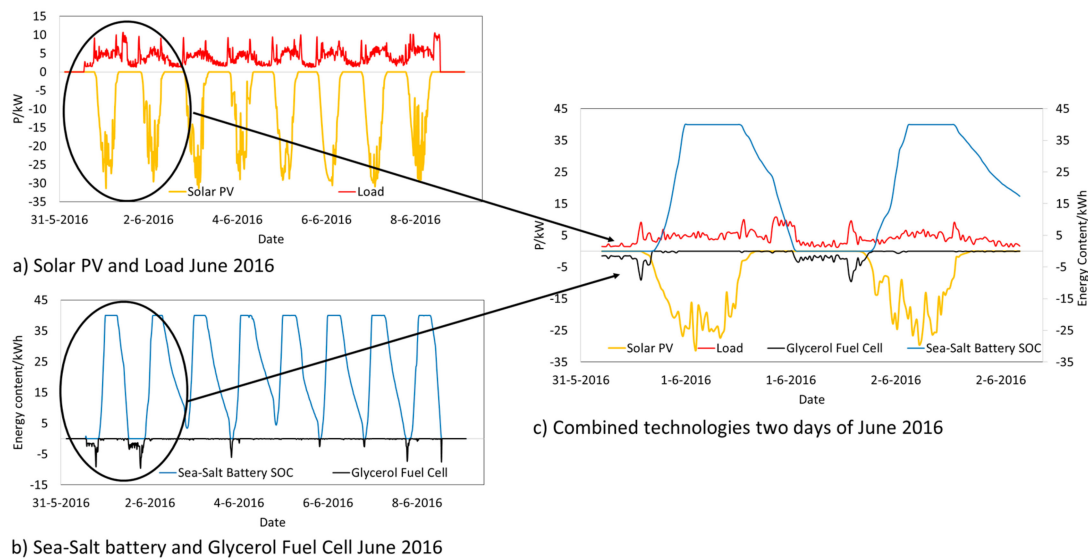 15
10
5
0
-5
-10
-15
-20
-25
-30
-35
P/kW
Solar PV
Load
31-5-2016 2-6-2016 4-6-2016 6-6-2016 8-6-2016
Date
a) Solar PV and Load June 2016
45
35
25
15
5
-5
-15
Energy content/kWh
Sea-Salt Battery SOC
Glycerol Fuel Cell
31-5-2016 2-6-2016 4-6-2016 6-6-2016 8-6-2016
Date
b) Sea-Salt battery and Glycerol Fuel Cell June 2016
45
35
25
15
5
-5
-15
-25
-35
P/kW
45
40
35
30
25
20
15
10
5
0
-5
-15
-25
-35
Energy Content/kWh
Solar PV
Load
Glycerol Fuel Cell
Sea-Salt Battery SOC
31-5-2016 1-6-2016 1-6-2016 2-6-2016 2-6-2016
Date
c) Combined technologies two days of June 2016